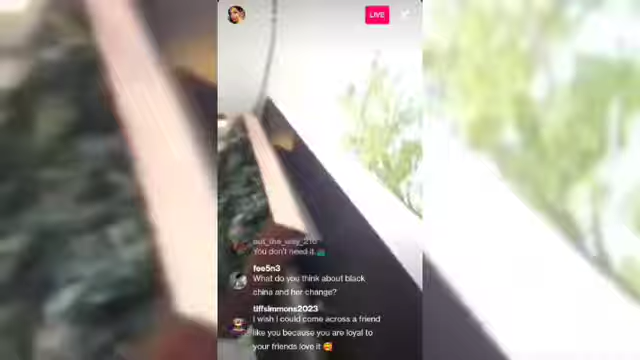 LIVE
out_the_way_216
You don't need it
fee5n3
What do you think about black
china and her change?
tiffsimmons2023
I wish I could come across a friend
like you because you are loyal to
your friends love it 🥰